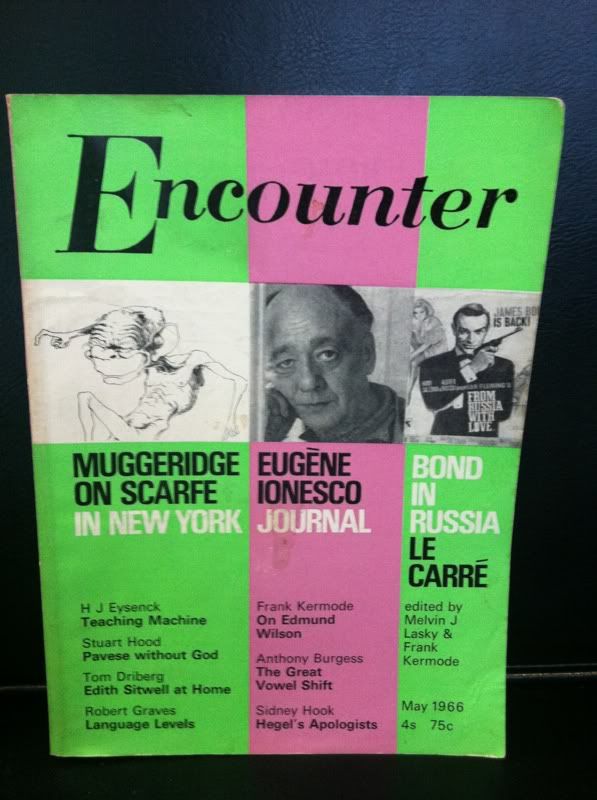 Encounter
JAMES BO
IS BACK!
FROM
RUSSIA
WITH
LOVE
MUGGERIDGE
ON SCARFE
IN NEW YORK
EUGÈNE
IONESCO
JOURNAL
BOND
IN
RUSSIA
LE
CARRÉ
H J Eysenck
Teaching Machine
Stuart Hood
Pavese without God
Tom Driberg
Edith Sitwell at Home
Robert Graves
Language Levels
Frank Kermode
On Edmund
Wilson
Anthony Burgess
The Great
Vowel Shift
Sidney Hook
Hegel's Apologists
edited by
Melvin J
Lasky &
Frank
Kermode
May 1966
4s 75c